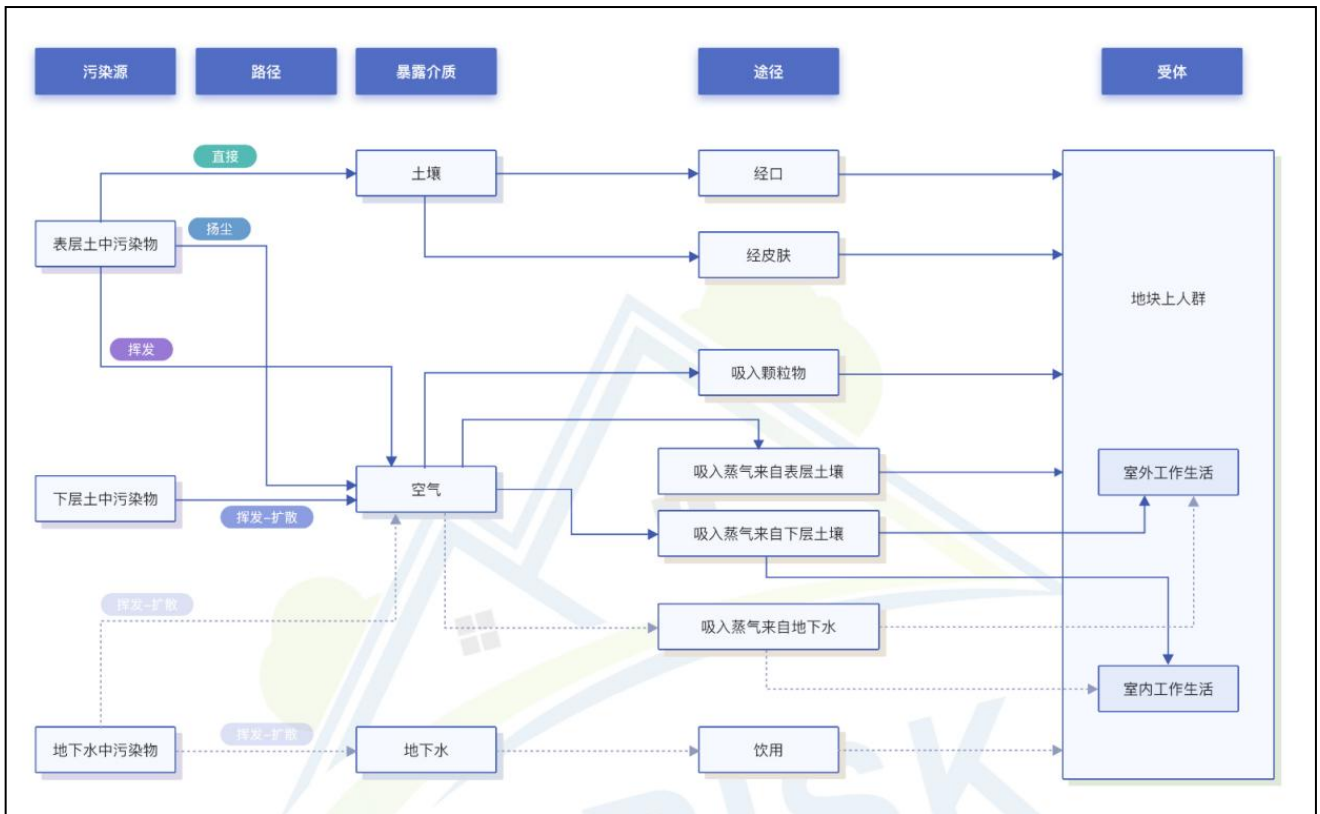 污染源
路径
暴露介质
途径
受体
直接
土壤
经口
扬尘
表层土中污染物
经皮肤
地块上人群
挥发
吸入颗粒物
吸入蒸气来自表层土壤
室外工作生活
空气
下层土中污染物
挥发-扩散
吸入蒸气来自下层土壤
挥发-扩散
吸入蒸气来自地下水
室内工作生活
挥发-扩散
地下水中污染物
地下水
饮用
RISK